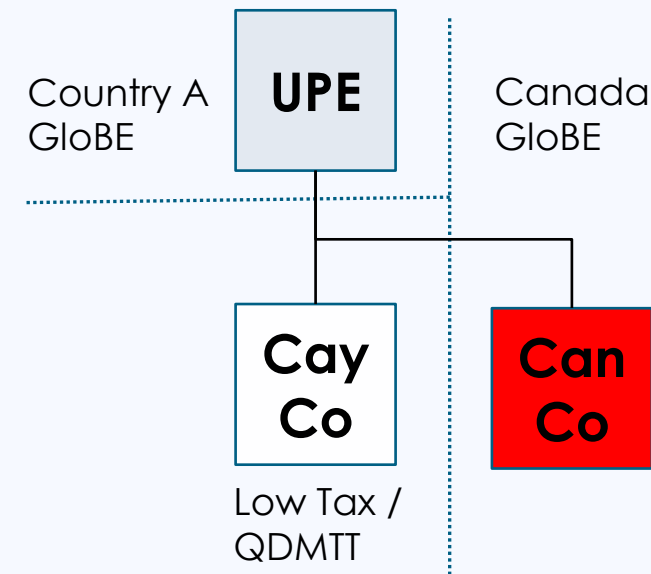 Country A
GloBE
UPE
Canada
GloBE
Cay
Co
Can
Co
Low Tax /
QDMTT